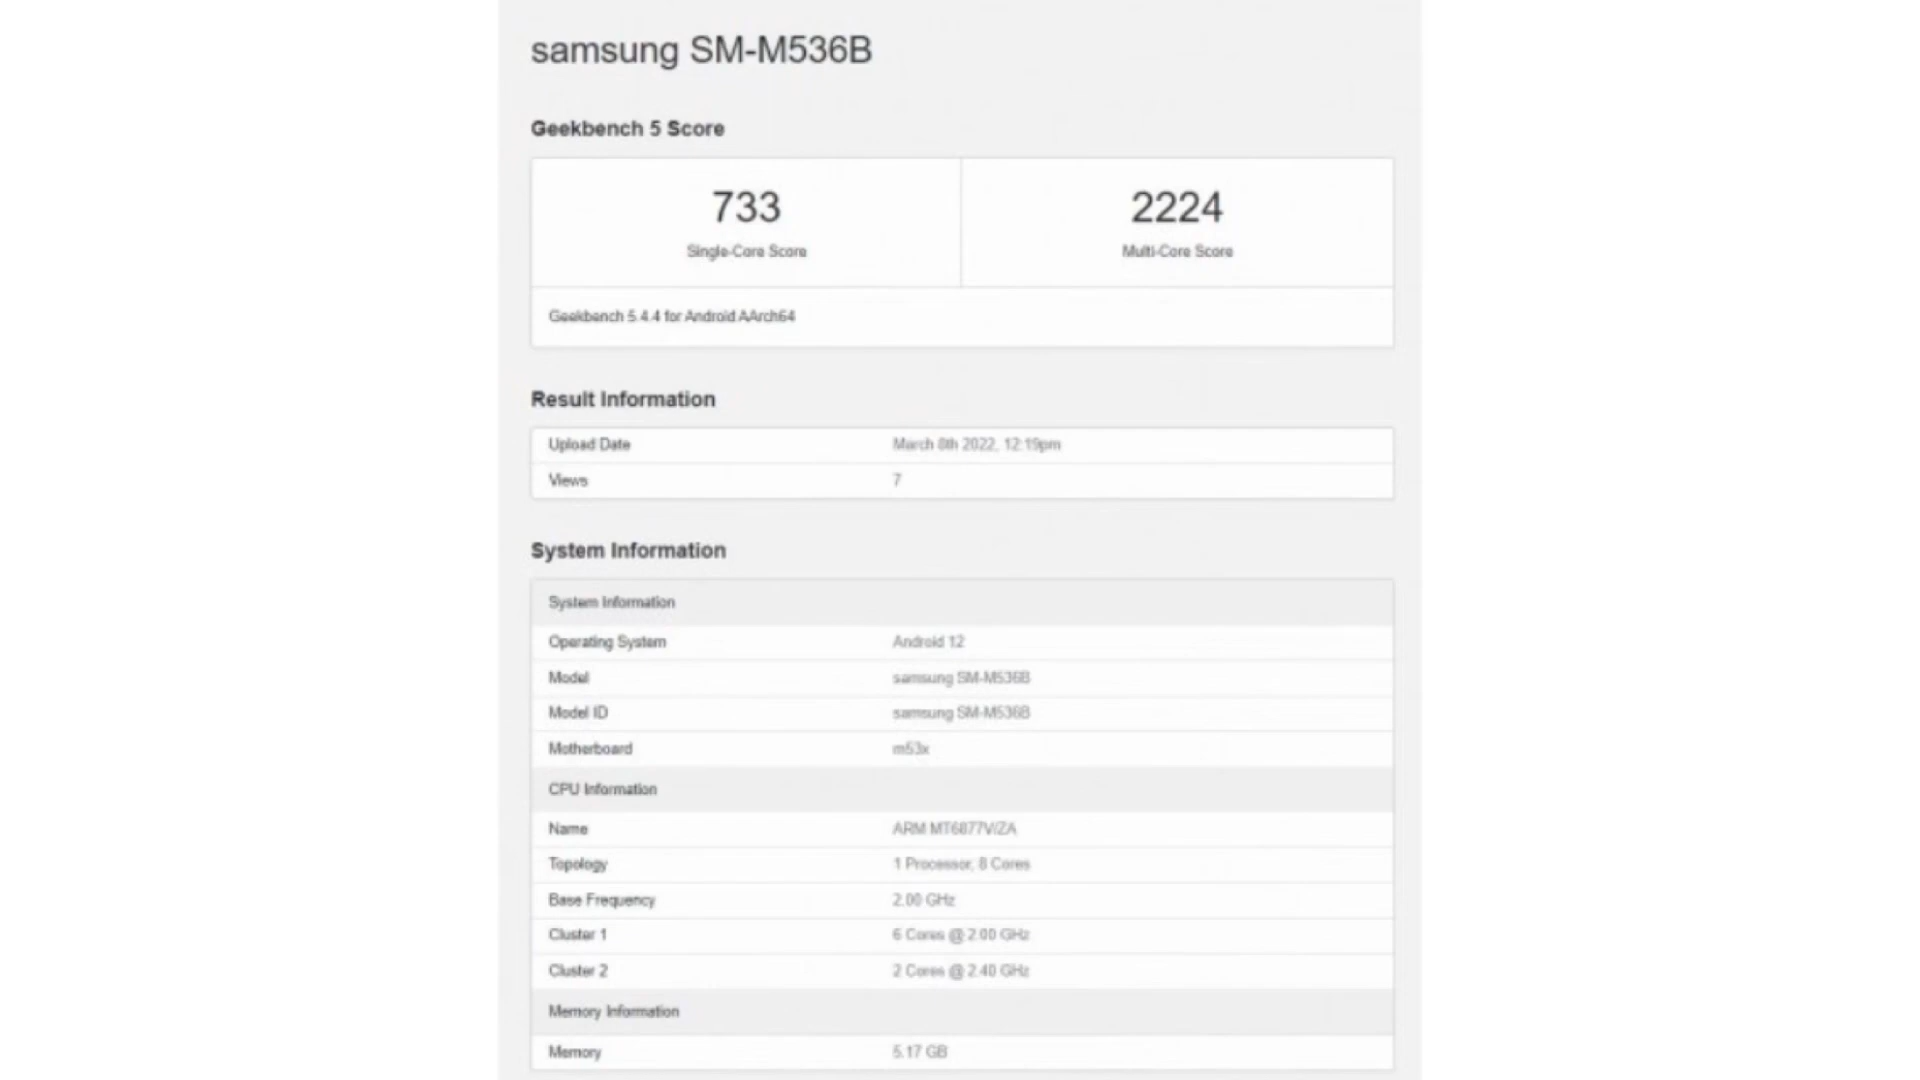 samsung SM-M536B
Geekbench 5 Score
733
Single-Core Score
2224
Multi-Core Score
Geekbench 5.4.4 for Android AArch64
Result Information
Upload Date March 8th 2022, 12:19pm
Views 7
System Information
System Information
Operating System Android 12
Model samsung SM-M536B
Model ID samsung SM-M536B
Motherboard m53x
CPU Information
Name ARM MT6877V/ZA
Topology 1 Processor, 8 Cores
Base Frequency 2.00 GHz
Cluster 1 6 Cores @ 2.00 GHz
Cluster 2 2 Cores @ 2.40 GHz
Memory Information
Memory 5.17 GB